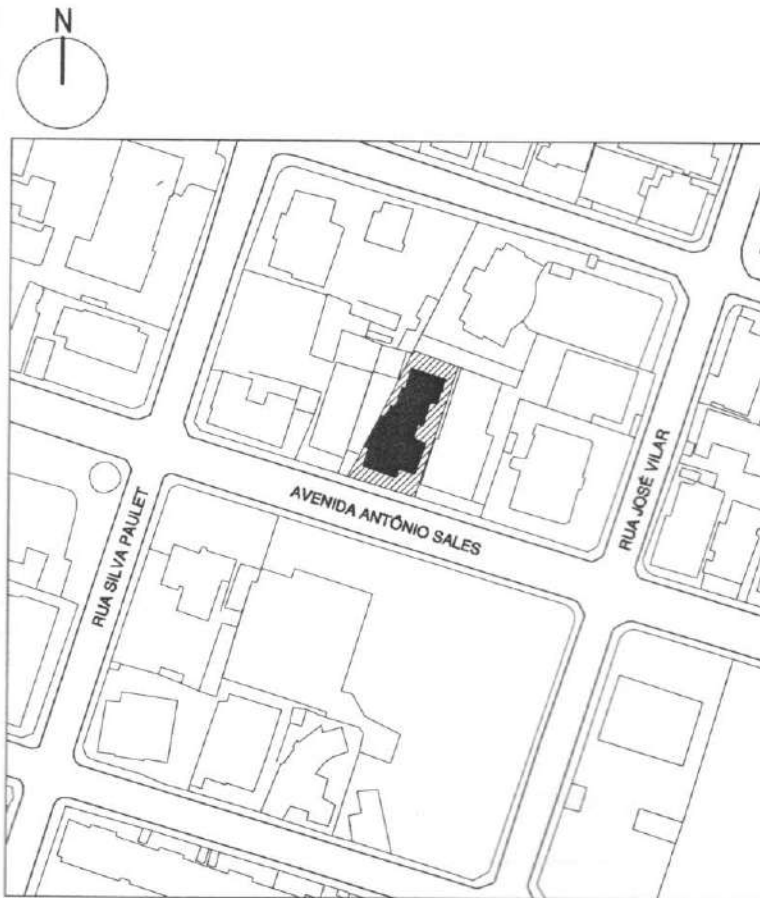 N
AVENIDA ANTÔNIO SALES
RUA JOSÉ VILAR
RUA SILVA PAULET